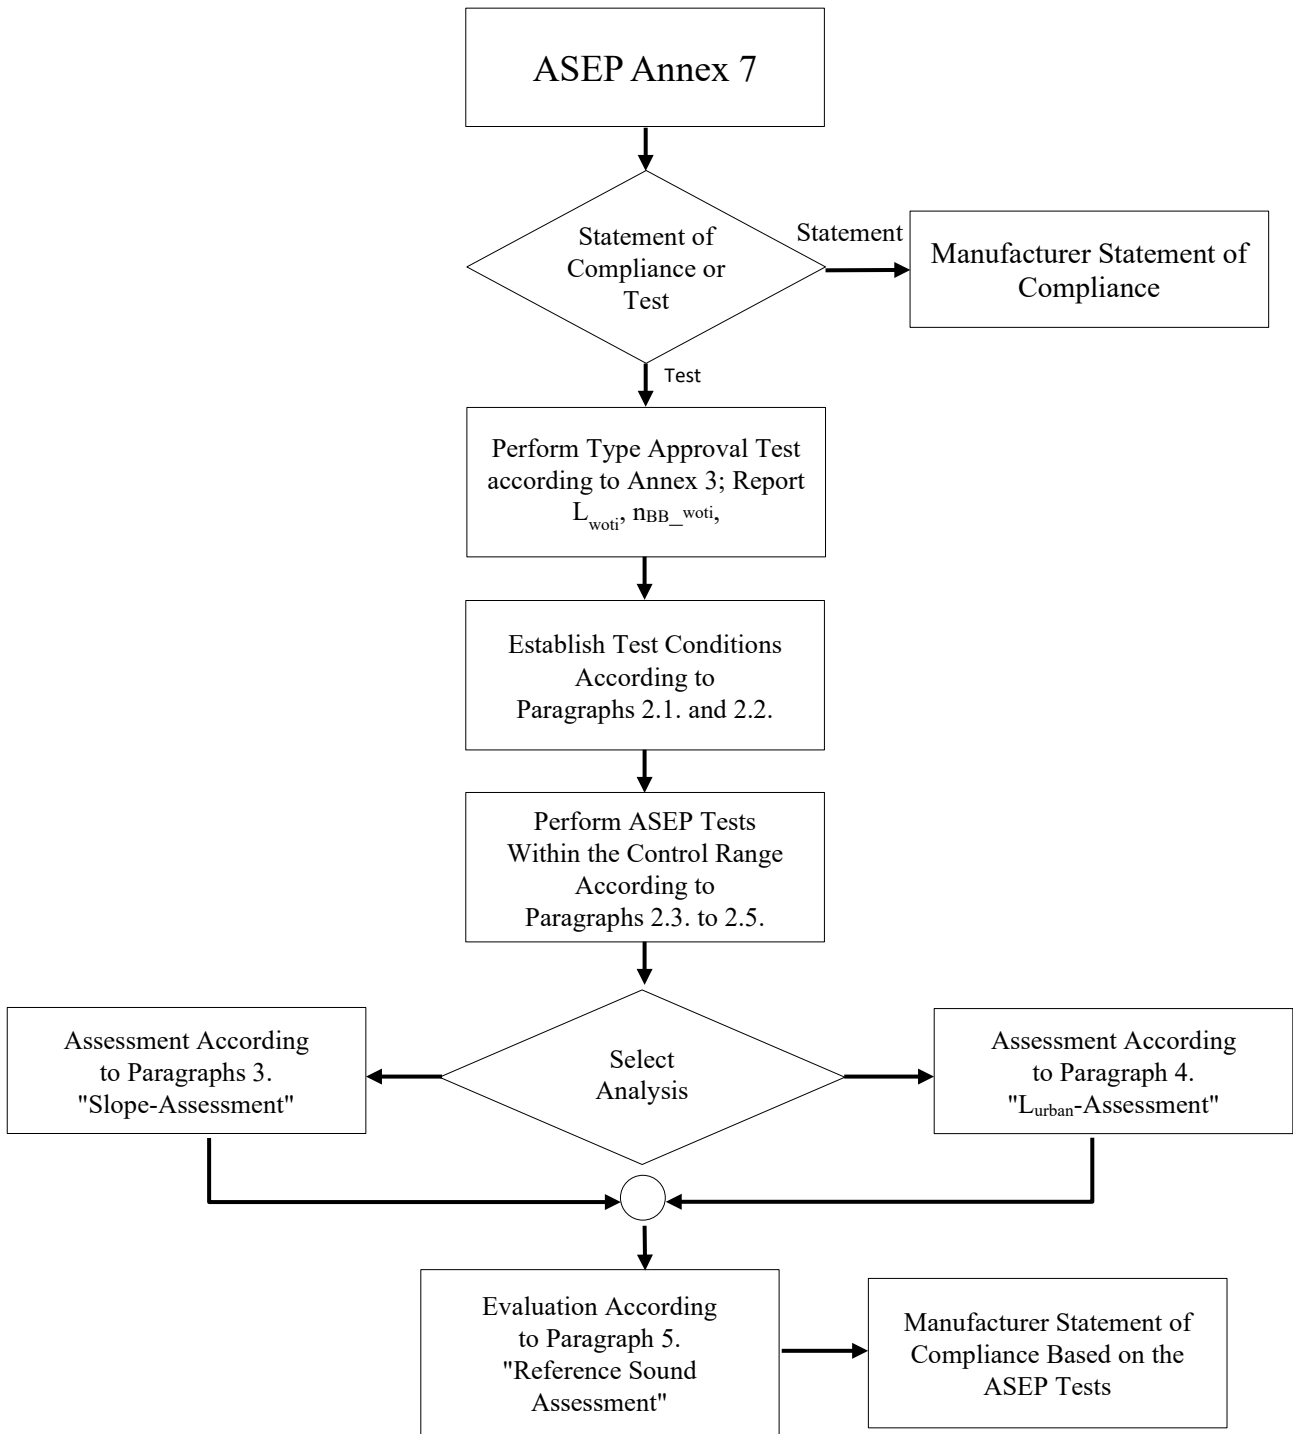 ASEP Annex 7
Statement of
Compliance or
Test
Statement
Manufacturer Statement of
Compliance
Test
Perform Type Approval Test
according to Annex 3; Report
Lwoti, nBB_woti,
Establish Test Conditions
According to
Paragraphs 2.1. and 2.2.
Perform ASEP Tests
Within the Control Range
According to
Paragraphs 2.3. to 2.5.
Assessment According
to Paragraphs 3.
"Slope-Assessment"
Select
Analysis
Assessment According
to Paragraph 4.
"Lurban-Assessment"
Evaluation According
to Paragraph 5.
"Reference Sound
Assessment"
Manufacturer Statement of
Compliance Based on the
ASEP Tests